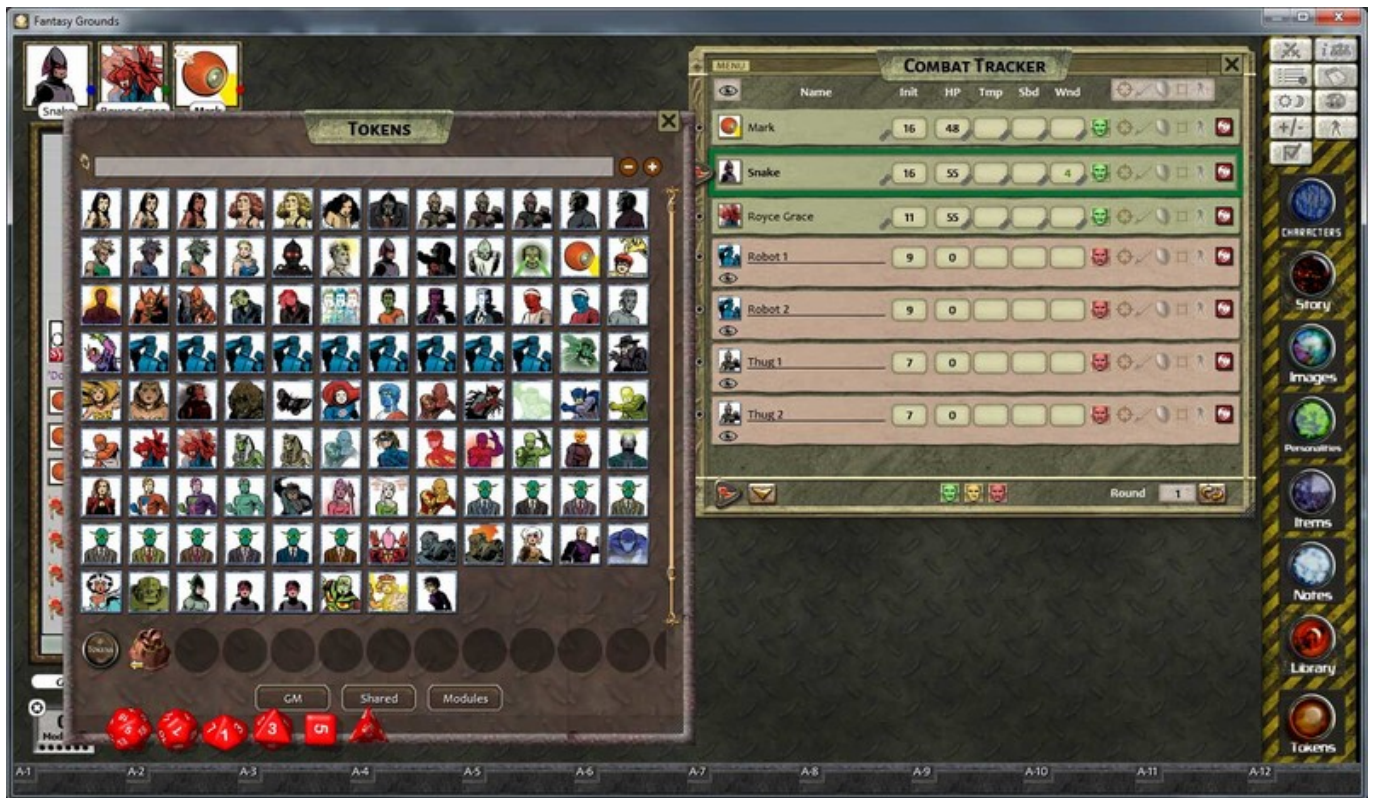 Fantasy Grounds
Snake
Royce Grace
Mark
TOKENS
GM
Shared
Modules
MENU
COMBAT TRACKER
Name Init HP Tmp Sbd Wnd
Mark 16 48
Snake 16 55 4
Royce Grace 11 55
Robot 1 9 0
Robot 2 9 0
Thug 1 7 0
Thug 2 7 0
Round 1
+/-
CHARACTERS
Story
Images
Personalities
Items
Notes
Library
Tokens
A-1 A-2 A-3 A-4 A-5 A-6 A-7 A-8 A-9 A-10 A-11 A-12